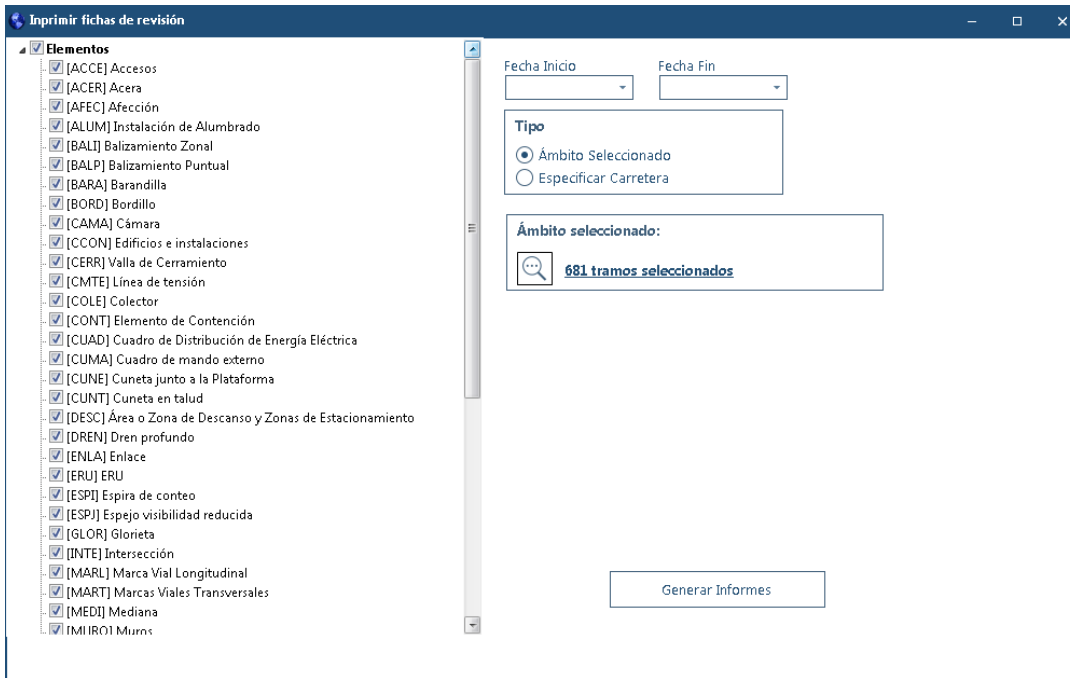 Inprimir fichas de revisión
Elementos
[ACCE] Accesos
[ACER] Acera
[AFEC] Afección
[ALUM] Instalación de Alumbrado
[BALI] Balizamiento Zonal
[BALP] Balizamiento Puntual
[BARA] Barandilla
[BORD] Bordillo
[CAMA] Cámara
[CCON] Edificios e instalaciones
[CERR] Valla de Cerramiento
[CMTE] Línea de tensión
[COLE] Colector
[CONT] Elemento de Contención
[CUAD] Cuadro de Distribución de Energía Eléctrica
[CUMA] Cuadro de mando externo
[CUNE] Cuneta junto a la Plataforma
[CUNT] Cuneta en talud
[DESC] Área o Zona de Descanso y Zonas de Estacionamiento
[DREN] Dren profundo
[ENLA] Enlace
[ERU] ERU
[ESPI] Espira de conteo
[ESPJ] Espejo visibilidad reducida
[GLOR] Glorieta
[INTE] Intersección
[MARL] Marca Vial Longitudinal
[MART] Marcas Viales Transversales
[MEDI] Mediana
[MURO] Muros
Fecha Inicio
Fecha Fin
Tipo
Ámbito Seleccionado
Especificar Carretera
Ámbito seleccionado:
681 tramos seleccionados
Generar Informes